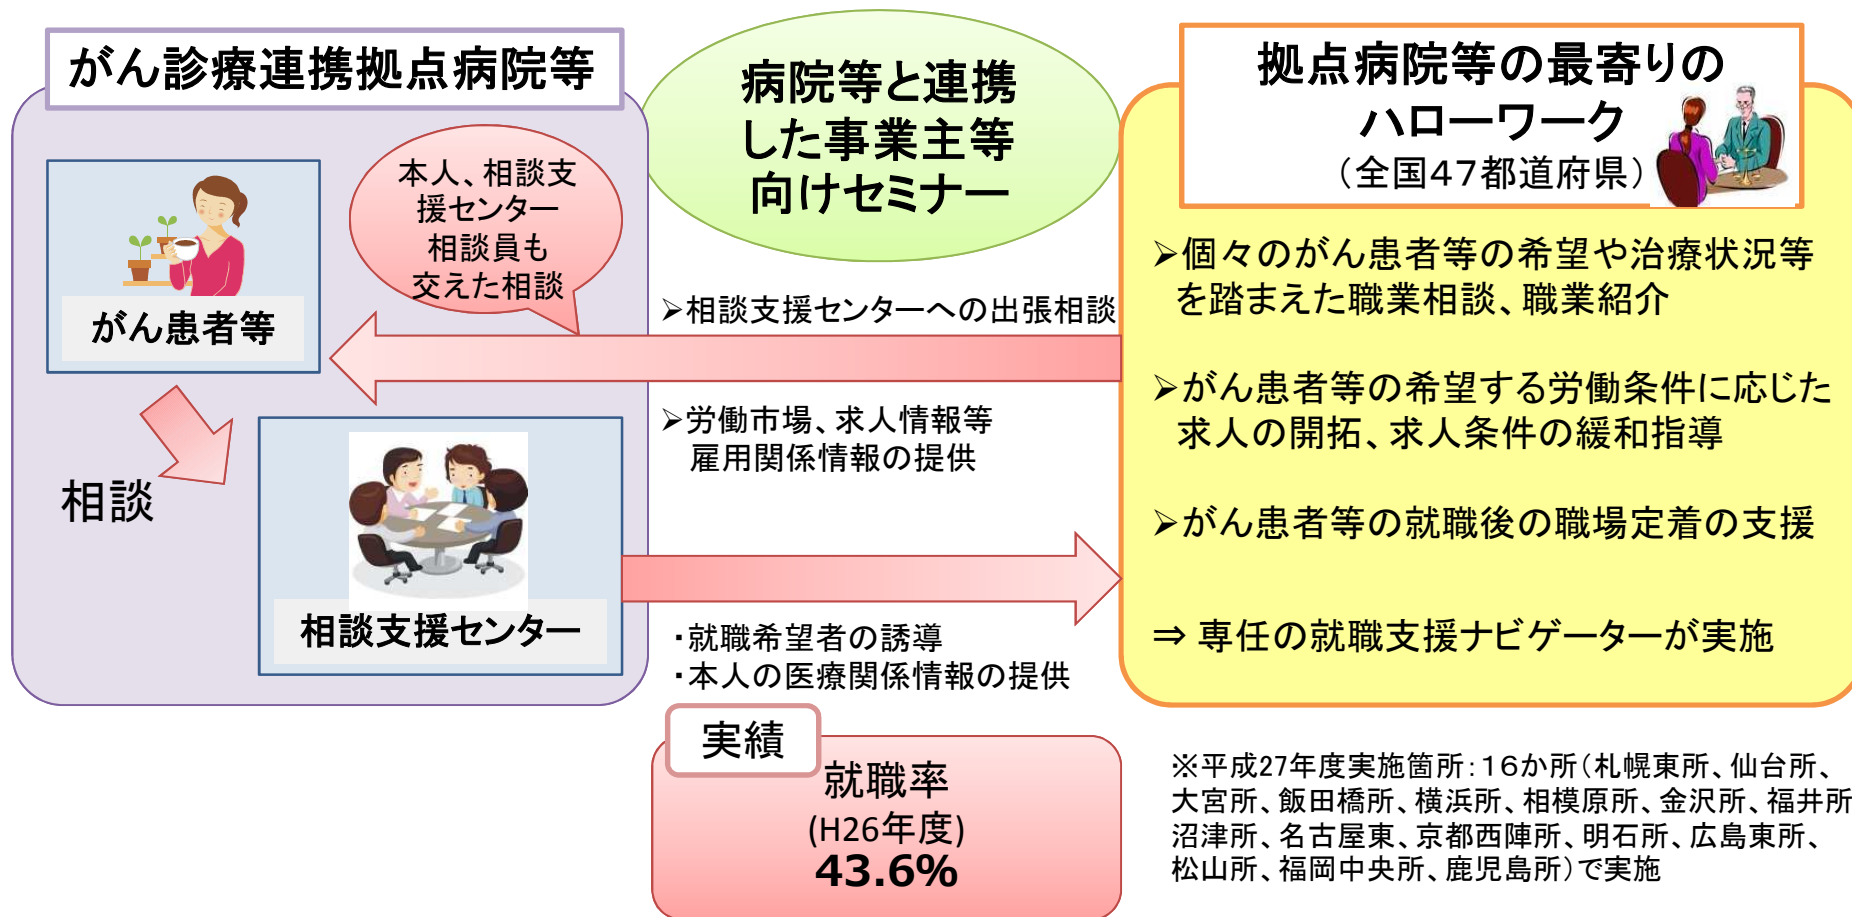 がん診療連携拠点病院等
がん患者等
本人、相談支
援センター
相談員も
交えた相談
相談
相談支援センター
病院等と連携
した事業主等
向けセミナー
➢相談支援センターへの出張相談
➢労働市場、求人情報等
雇用関係情報の提供
・就職希望者の誘導
・本人の医療関係情報の提供
拠点病院等の最寄りの
ハローワーク
(全国47都道府県)
➢個々のがん患者等の希望や治療状況等
を踏まえた職業相談、職業紹介
➢がん患者等の希望する労働条件に応じた
求人の開拓、求人条件の緩和指導
➢がん患者等の就職後の職場定着の支援
⇒ 専任の就職支援ナビゲーターが実施
実績
就職率
(H26年度)
43.6%
※平成27年度実施箇所:16か所(札幌東所、仙台所、
大宮所、飯田橋所、横浜所、相模原所、金沢所、福井所
沼津所、名古屋東、京都西陣所、明石所、広島東所、
松山所、福岡中央所、鹿児島所)で実施